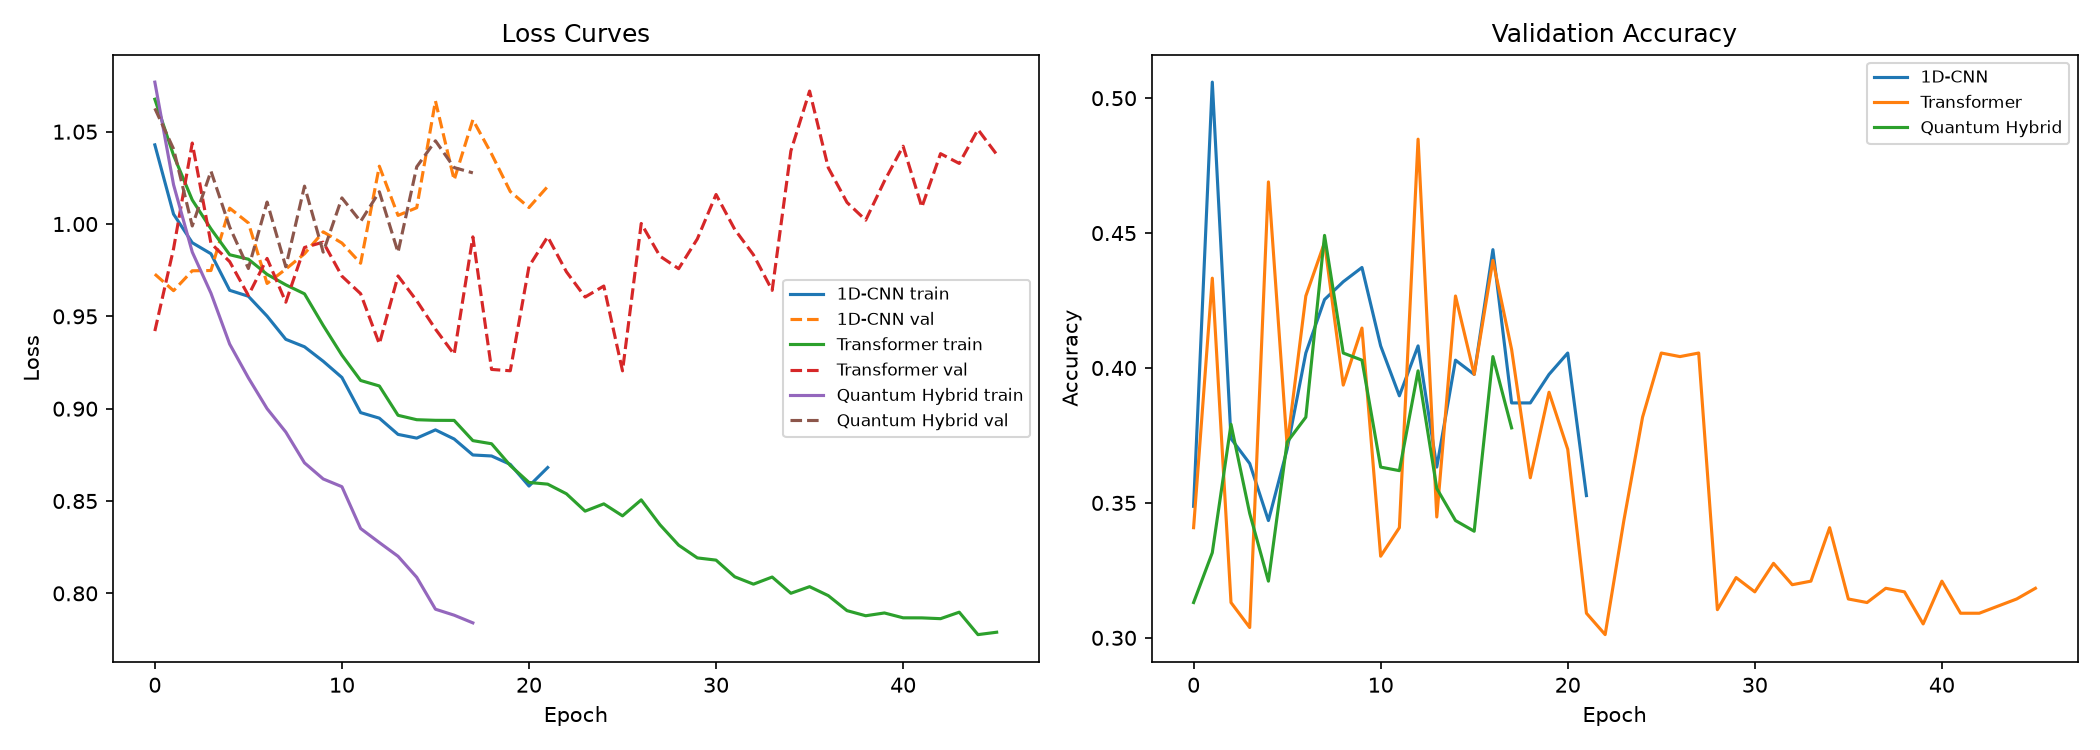 Loss Curves
Loss
1.05
1.00
0.95
0.90
0.85
0.80
0
10
20
30
40
Epoch
1D-CNN train
1D-CNN val
Transformer train
Transformer val
Quantum Hybrid train
Quantum Hybrid val
Validation Accuracy
Accuracy
0.50
0.45
0.40
0.35
0.30
0
10
20
30
40
Epoch
1D-CNN
Transformer
Quantum Hybrid